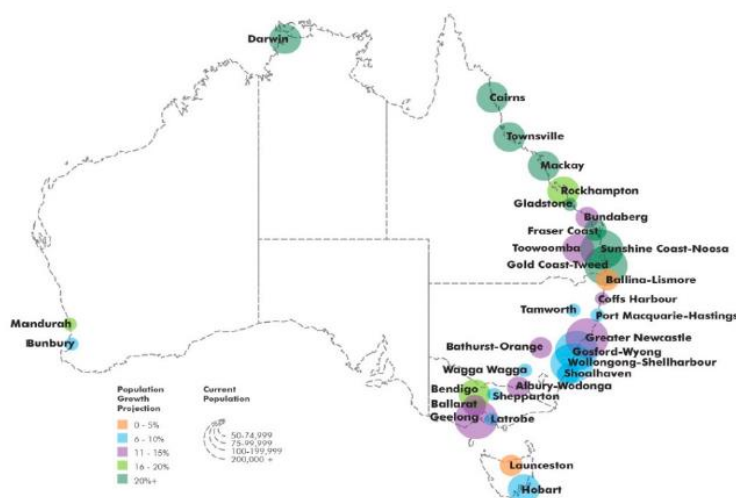 Darwin
Cairns
Townsville
Mackay
Rockhampton
Gladstone
Bundaberg
Fraser Coast
Toowoomba
Sunshine Coast-Noosa
Gold Coast-Tweed
Ballina-Lismore
Coffs Harbour
Tamworth
Port Macquarie-Hastings
Mandurah
Bunbury
Greater Newcastle
Bathurst-Orange
Gosford-Wyong
Wollongong-Shellharbour
Wagga Wagga
Shoalhaven
Albury-Wodonga
Bendigo
Shepparton
Ballarat
Geelong
Latrobe
Launceston
Hobart
Population
Growth
Projection
0 - 5%
6 - 10%
11 - 15%
16 - 20%
20%+
Current
Population
50-74,999
75-99,999
100-199,999
200,000 +